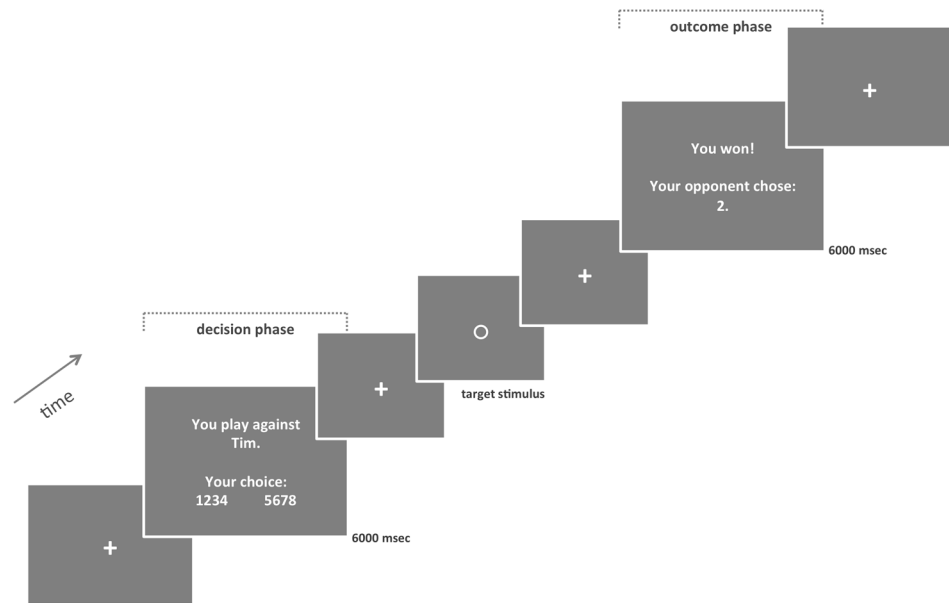 outcome phase
You won!
Your opponent chose:
2.
6000 msec
decision phase
target stimulus
time
You play against
Tim.
Your choice:
1234 5678
6000 msec